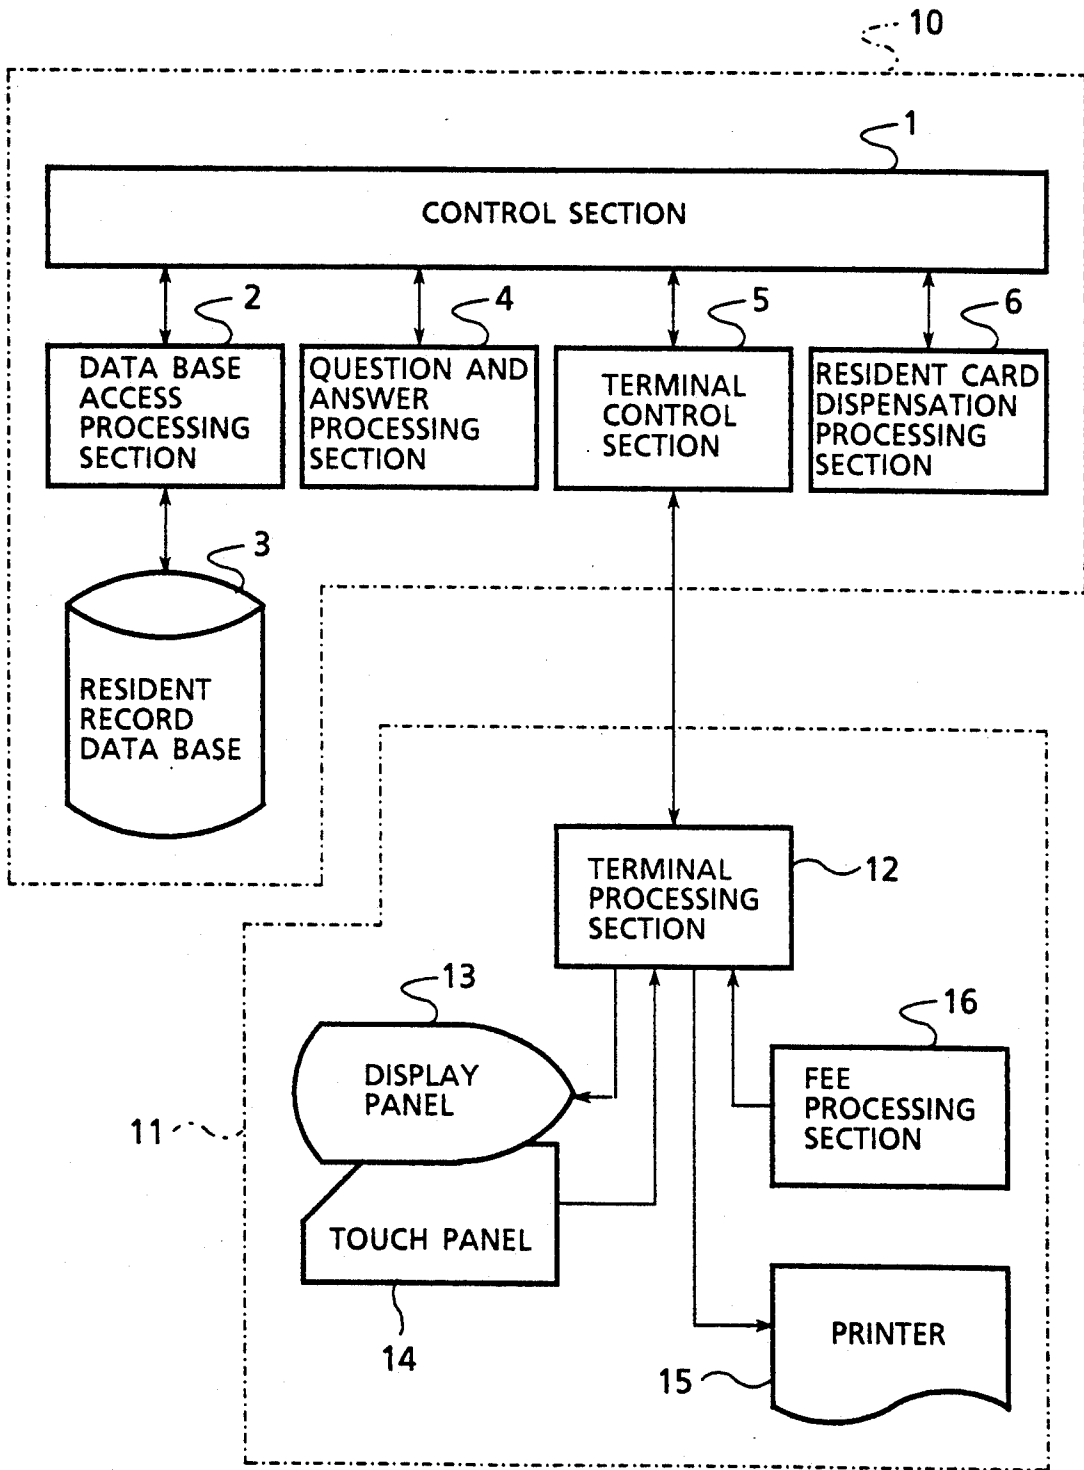 10
1
CONTROL SECTION
2
4
5
6
DATA BASE
ACCESS
PROCESSING
SECTION
QUESTION AND
ANSWER
PROCESSING
SECTION
TERMINAL
CONTROL
SECTION
RESIDENT CARD
DISPENSATION
PROCESSING
SECTION
3
RESIDENT
RECORD
DATA BASE
TERMINAL
PROCESSING
SECTION
12
13
DISPLAY
PANEL
16
FEE
PROCESSING
SECTION
11
TOUCH PANEL
14
PRINTER
15